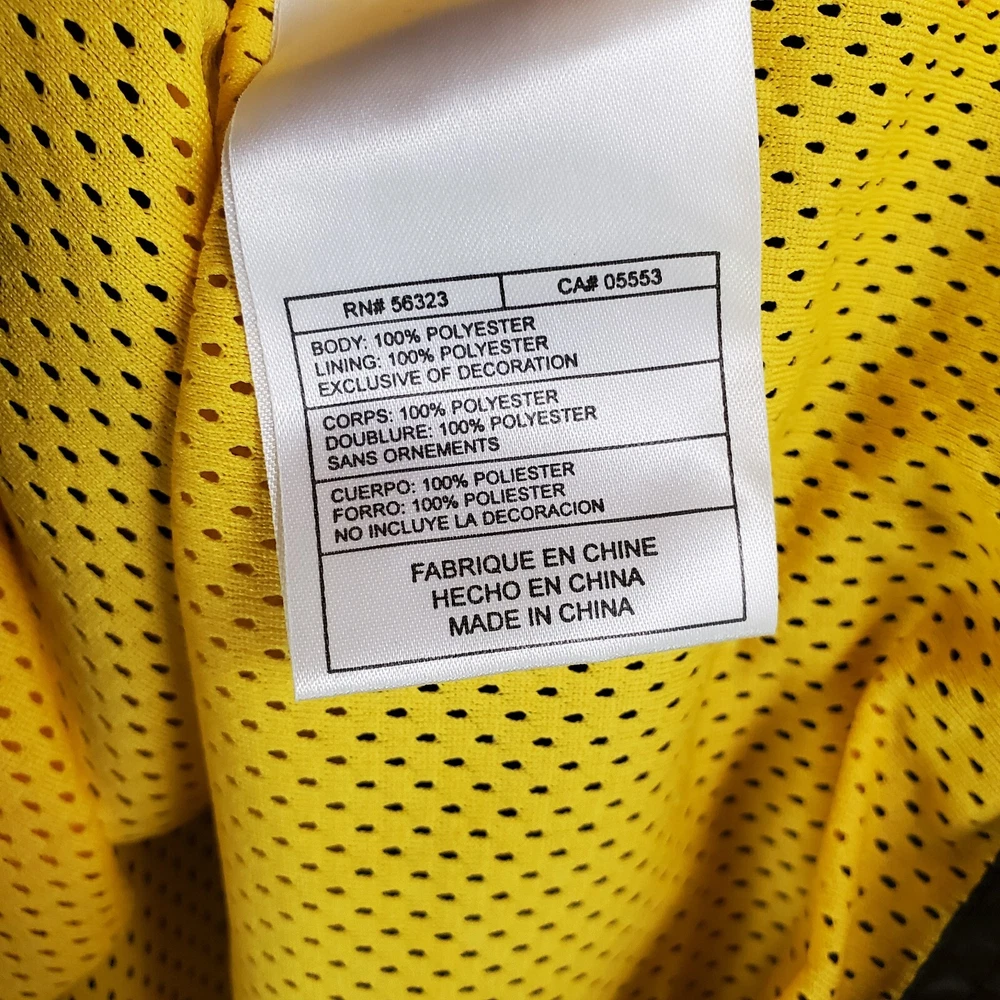 RN# 56323 CA# 05553
BODY: 100% POLYESTER
LINING: 100% POLYESTER
EXCLUSIVE OF DECORATION
CORPS: 100% POLYESTER
DOUBLURE: 100% POLYESTER
SANS ORNEMENTS
CUERPO: 100% POLIESTER
FORRO: 100% POLIESTER
NO INCLUYE LA DECORACION
FABRIQUE EN CHINE
HECHO EN CHINA
MADE IN CHINA